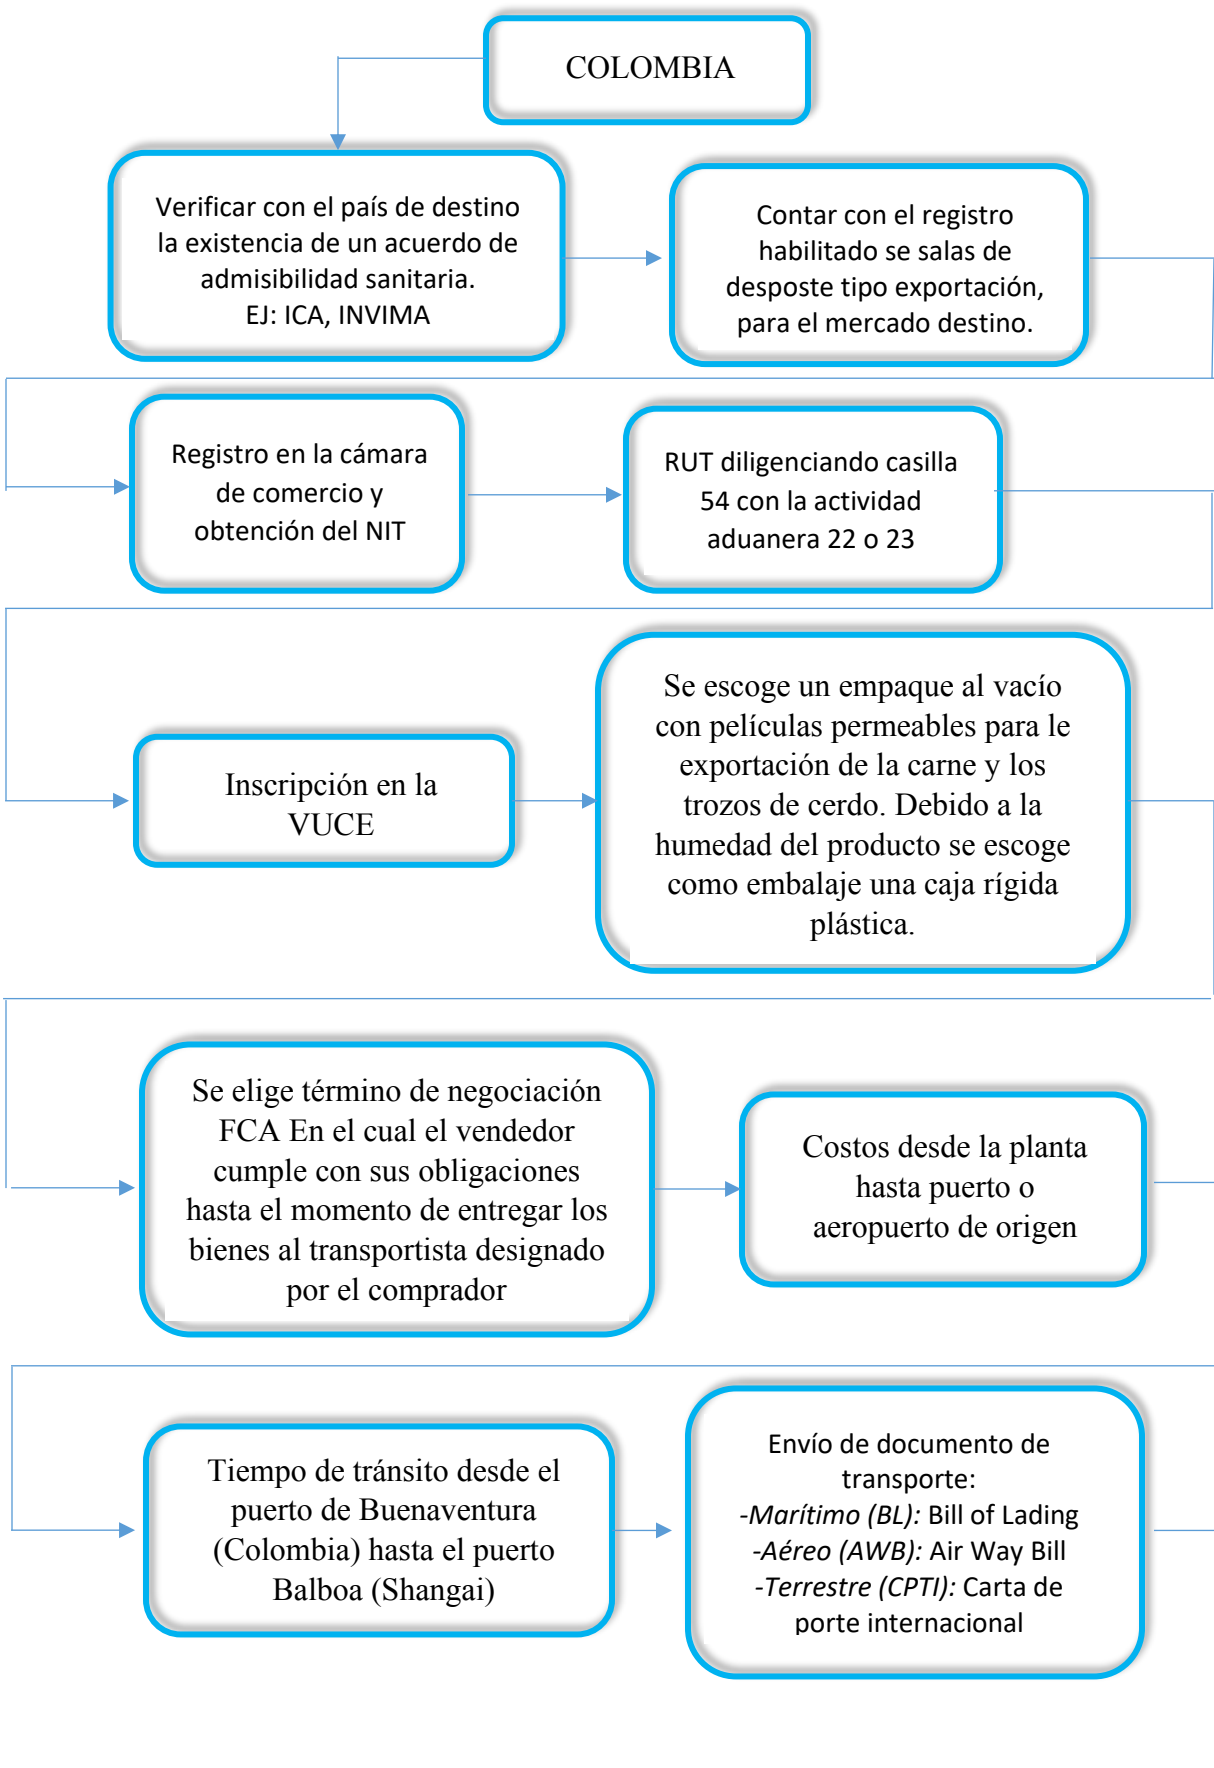 COLOMBIA
Verificar con el país de destino
la existencia de un acuerdo de
admisibilidad sanitaria.
EJ: ICA, INVIMA
Contar con el registro
habilitado se salas de
desposte tipo exportación,
para el mercado destino.
Registro en la cámara
de comercio y
obtención del NIT
RUT diligenciando casilla
54 con la actividad
aduanera 22 o 23
Inscripción en la
VUCE
Se escoge un empaque al vacío
con películas permeables para le
exportación de la carne y los
trozos de cerdo. Debido a la
humedad del producto se escoge
como embalaje una caja rígida
plástica.
Se elige término de negociación
FCA En el cual el vendedor
cumple con sus obligaciones
hasta el momento de entregar los
bienes al transportista designado
por el comprador
Costos desde la planta
hasta puerto o
aeropuerto de origen
Tiempo de tránsito desde el
puerto de Buenaventura
(Colombia) hasta el puerto
Balboa (Shangai)
Envío de documento de
transporte:
-Marítimo (BL): Bill of Lading
-Aéreo (AWB): Air Way Bill
-Terrestre (CPTI): Carta de
porte internacional